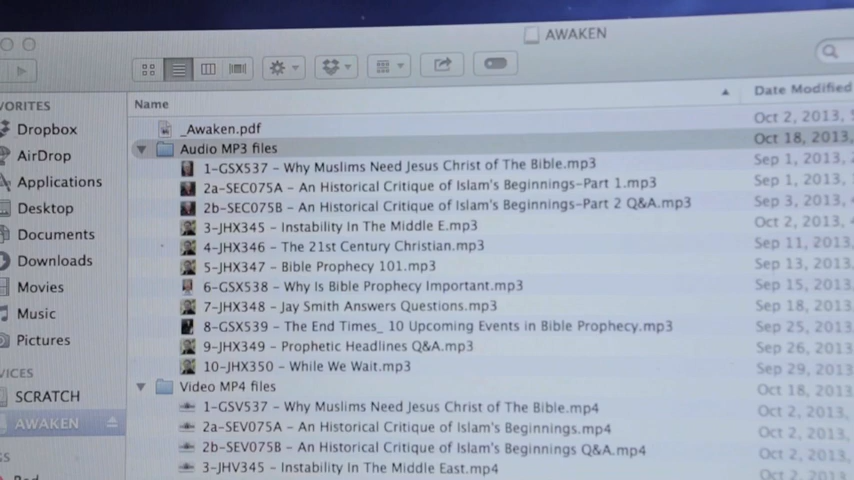 AWAKEN
Name
Date Modified
VORITES
Dropbox
AirDrop
Applications
Desktop
Documents
Downloads
Movies
Music
Pictures
VICES
SCRATCH
AWAKEN
_Awaken.pdf
Oct 2, 2013,
Audio MP3 files
Oct 18, 2013,
1-GSX537 - Why Muslims Need Jesus Christ of The Bible.mp3
Sep 1, 2013,
2a-SEC075A - An Historical Critique of Islam's Beginnings-Part 1.mp3
Sep 1, 2013,
2b-SEC075B - An Historical Critique of Islam's Beginnings-Part 2 Q&A.mp3
Sep 3, 2013,
3-JHX345 - Instability In The Middle E.mp3
Oct 2, 2013,
4-JHX346 - The 21st Century Christian.mp3
Sep 11, 2013,
5-JHX347 - Bible Prophecy 101.mp3
Sep 13, 2013,
6-GSX538 - Why Is Bible Prophecy Important.mp3
Sep 15, 2013,
7-JHX348 - Jay Smith Answers Questions.mp3
Sep 18, 2013,
8-GSX539 - The End Times_ 10 Upcoming Events in Bible Prophecy.mp3
Sep 25, 2013,
9-JHX349 - Prophetic Headlines Q&A.mp3
Sep 26, 2013,
10-JHX350 - While We Wait.mp3
Sep 29, 2013,
Video MP4 files
Oct 18, 2013,
1-GSV537 - Why Muslims Need Jesus Christ of The Bible.mp4
Oct 2, 2013,
2a-SEV075A - An Historical Critique of Islam's Beginnings.mp4
Oct 2, 2013,
2b-SEV075B - An Historical Critique of Islam's Beginnings Q&A.mp4
Oct 2, 2013,
3-JHV345 - Instability In The Middle East.mp4
Oct 2, 2013,